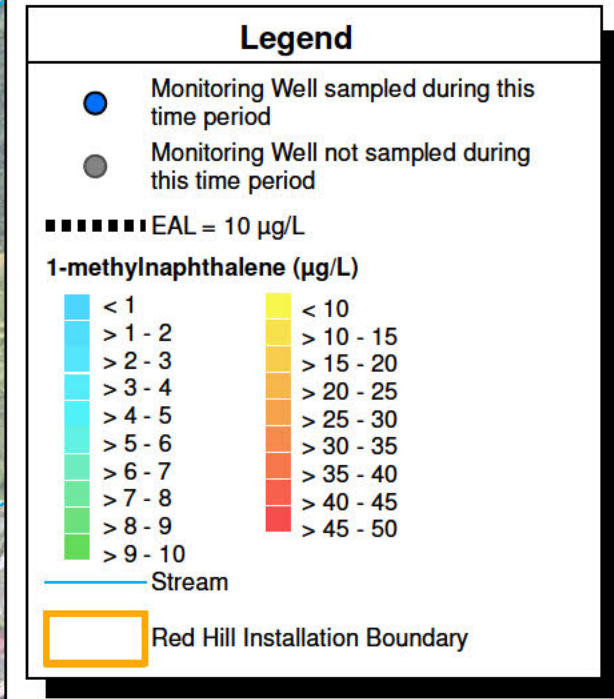 Legend
Monitoring Well sampled during this
time period
Monitoring Well not sampled during
this time period
EAL = 10 µg/L
1-methylnaphthalene (µg/L)
< 1
> 1 - 2
> 2 - 3
> 3 - 4
> 4 - 5
> 5 - 6
> 6 - 7
> 7 - 8
> 8 - 9
> 9 - 10
< 10
> 10 - 15
> 15 - 20
> 20 - 25
> 25 - 30
> 30 - 35
> 35 - 40
> 40 - 45
> 45 - 50
Stream
Red Hill Installation Boundary